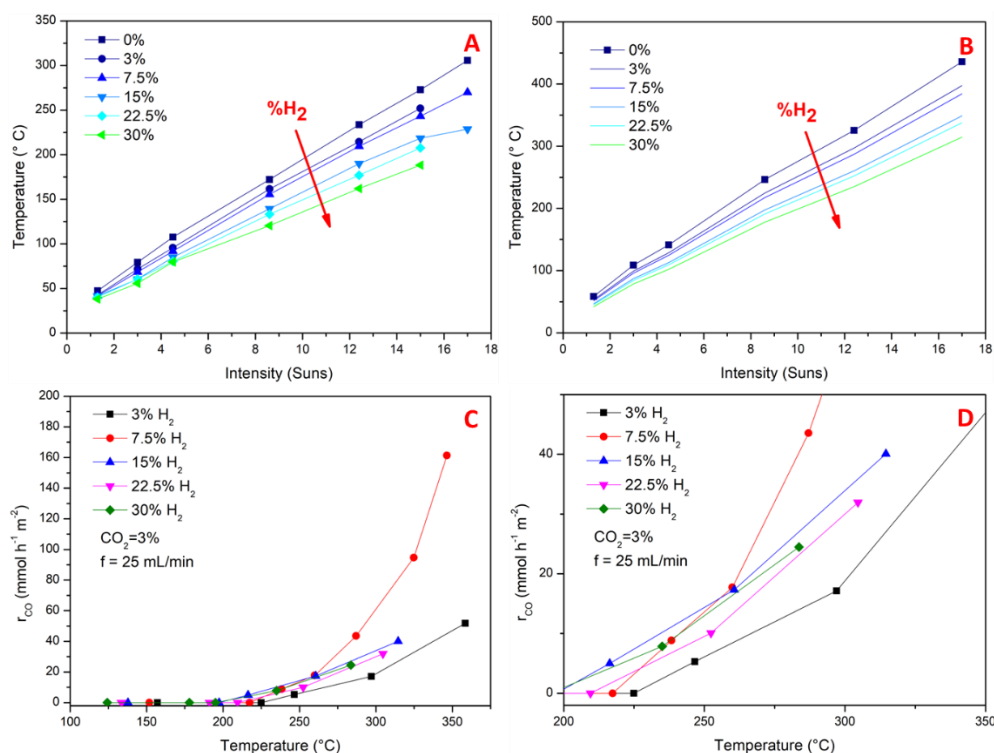 A
0%
3%
7.5%
15%
22.5%
30%
%H2
350
300
250
200
150
100
50
0
Temperature (° C)
0 2 4 6 8 10 12 14 16 18
Intensity (Suns)
B
0%
3%
7.5%
15%
22.5%
30%
%H2
500
400
300
200
100
0
Temperature (° C)
0 2 4 6 8 10 12 14 16 18
Intensity (Suns)
C
3% H2
7.5% H2
15% H2
22.5% H2
30% H2
CO2=3%
f = 25 mL/min
200
180
160
140
120
100
80
60
40
20
0
rCO (mmol h-1 m-2)
100 150 200 250 300 350
Temperature (°C)
D
3% H2
7.5% H2
15% H2
22.5% H2
30% H2
CO2=3%
f = 25 mL/min
40
20
0
rCO (mmol h-1 m-2)
200 250 300 350
Temperature (°C)